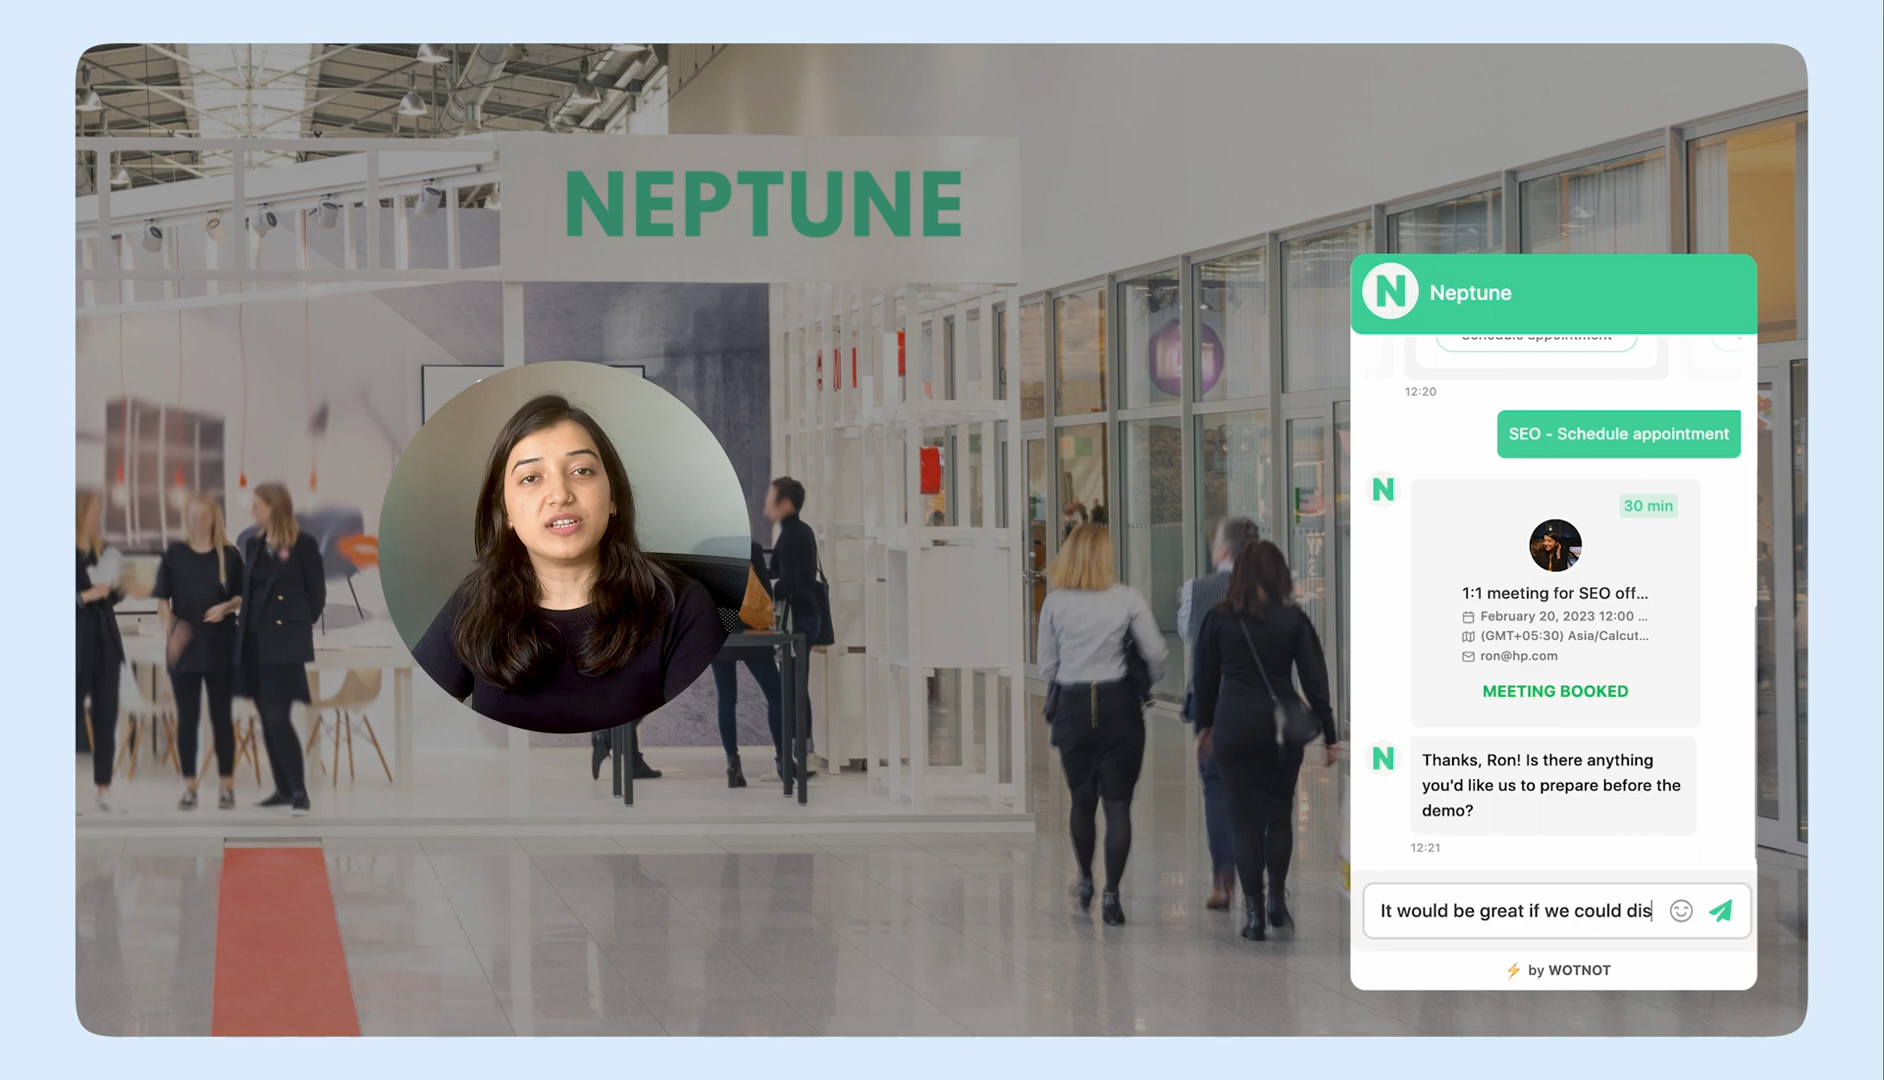 NEPTUNE
N Neptune
Schedule appointment
12:20
SEO - Schedule appointment
N
30 min
1:1 meeting for SEO off...
February 20, 2023 12:00 ...
(GMT+05:30) Asia/Calcut...
ron@hp.com
MEETING BOOKED
N
Thanks, Ron! Is there anything
you'd like us to prepare before the
demo?
12:21
It would be great if we could dis
by WOTNOT